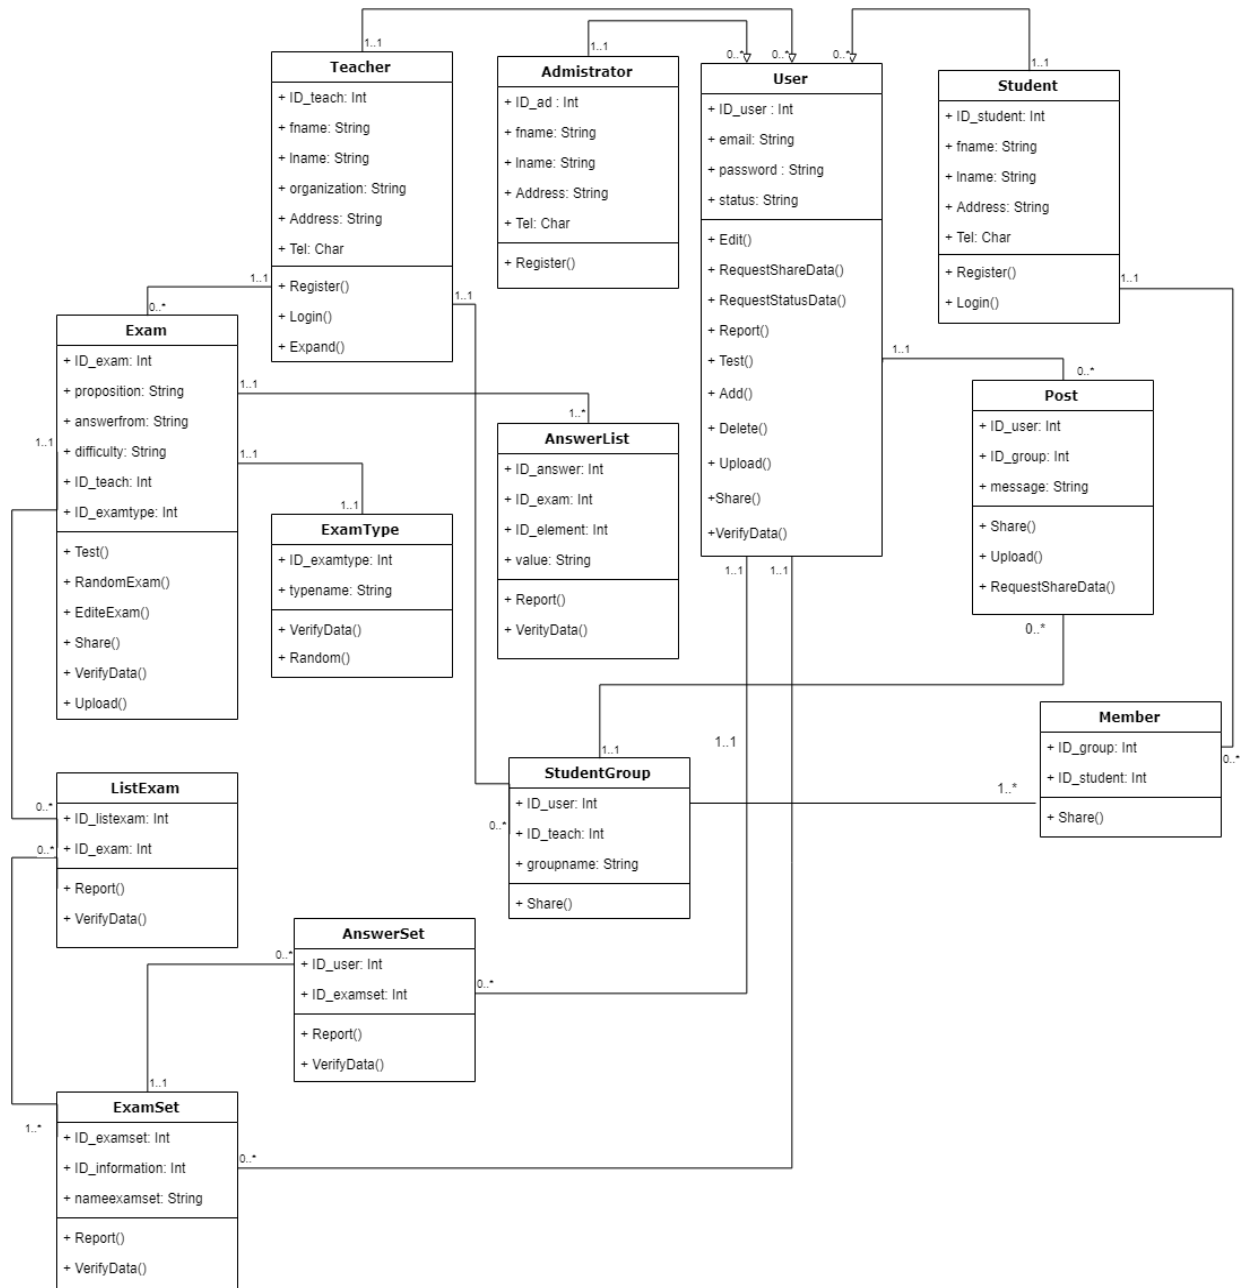 1..1
0..*
1..1
0..*
0..*
1..1
Teacher
+ ID_teach: Int
+ fname: String
+ lname: String
+ organization: String
+ Address: String
+ Tel: Char
+ Register()
+ Login()
+ Expand()
Admistrator
+ ID_ad : Int
+ fname: String
+ lname: String
+ Address: String
+ Tel: Char
+ Register()
User
+ ID_user : Int
+ email: String
+ password : String
+ status: String
+ Edit()
+ RequestShareData()
+ RequestStatusData()
+ Report()
+ Test()
+ Add()
+ Delete()
+ Upload()
+Share()
+VerifyData()
Student
+ ID_student: Int
+ fname: String
+ lname: String
+ Address: String
+ Tel: Char
+ Register()
+ Login()
1..1
0..*
1..1
1..1
1..1
0..*
Exam
+ ID_exam: Int
+ proposition: String
+ answerfrom: String
+ difficulty: String
+ ID_teach: Int
+ ID_examtype: Int
+ Test()
+ RandomExam()
+ EditeExam()
+ Share()
+ VerifyData()
+ Upload()
1..1
1..*
1..1
1..1
1..1
ExamType
+ ID_examtype: Int
+ typename: String
+ VerifyData()
+ Random()
AnswerList
+ ID_answer: Int
+ ID_exam: Int
+ ID_element: Int
+ value: String
+ Report()
+ VerityData()
Post
+ ID_user: Int
+ ID_group: Int
+ message: String
+ Share()
+ Upload()
+ RequestShareData()
1..1
1..1
0..*
1..1
1..1
Member
+ ID_group: Int
+ ID_student: Int
+ Share()
0..*
StudentGroup
+ ID_user: Int
+ ID_teach: Int
+ groupname: String
+ Share()
0..*
1..*
ListExam
+ ID_listexam: Int
+ ID_exam: Int
+ Report()
+ VerifyData()
0..*
0..*
AnswerSet
+ ID_user: Int
+ ID_examset: Int
+ Report()
+ VerifyData()
0..*
0..*
1..1
ExamSet
+ ID_examset: Int
+ ID_information: Int
+ nameexamset: String
+ Report()
+ VerifyData()
1..*
0..*